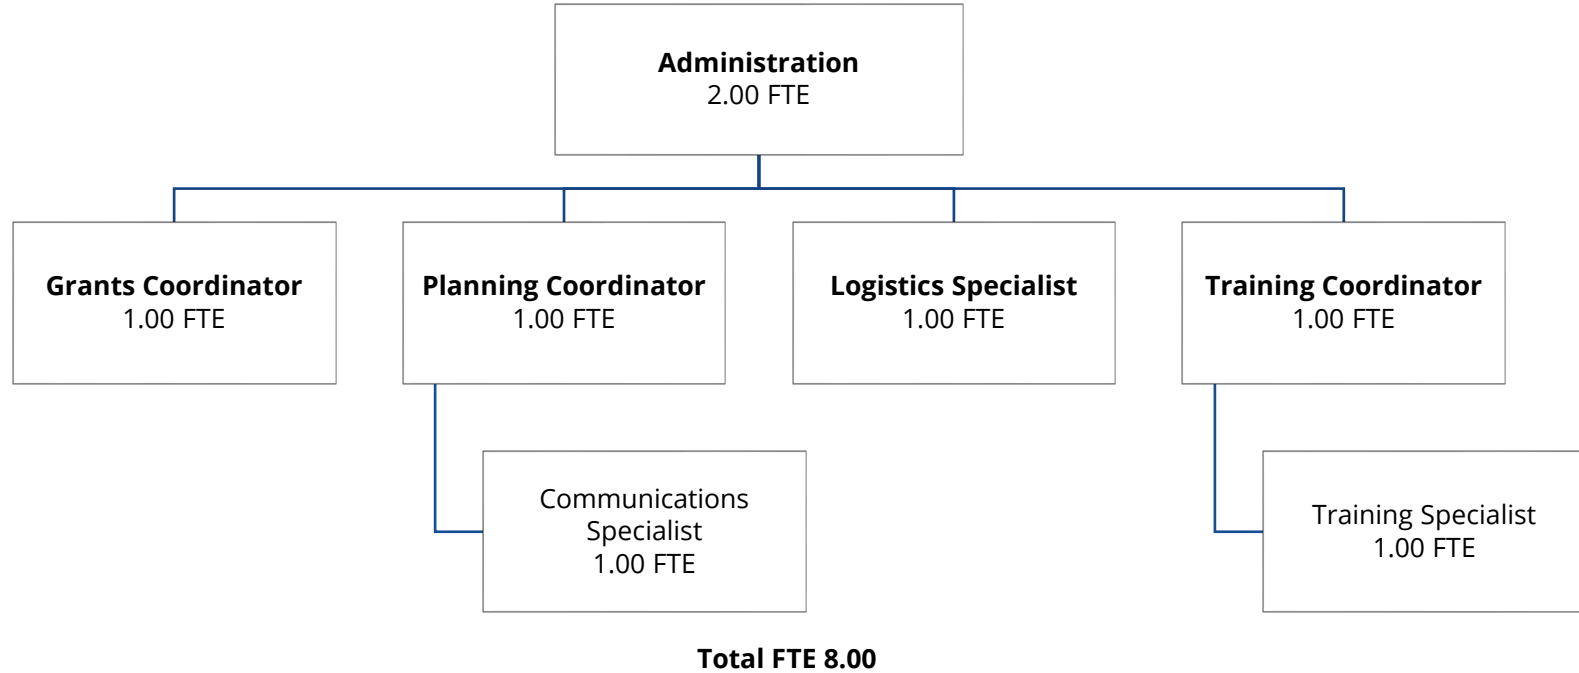 Administration
2.00 FTE
Grants Coordinator
1.00 FTE
Planning Coordinator
1.00 FTE
Logistics Specialist
1.00 FTE
Training Coordinator
1.00 FTE
Communications
Specialist
1.00 FTE
Training Specialist
1.00 FTE
Total FTE 8.00